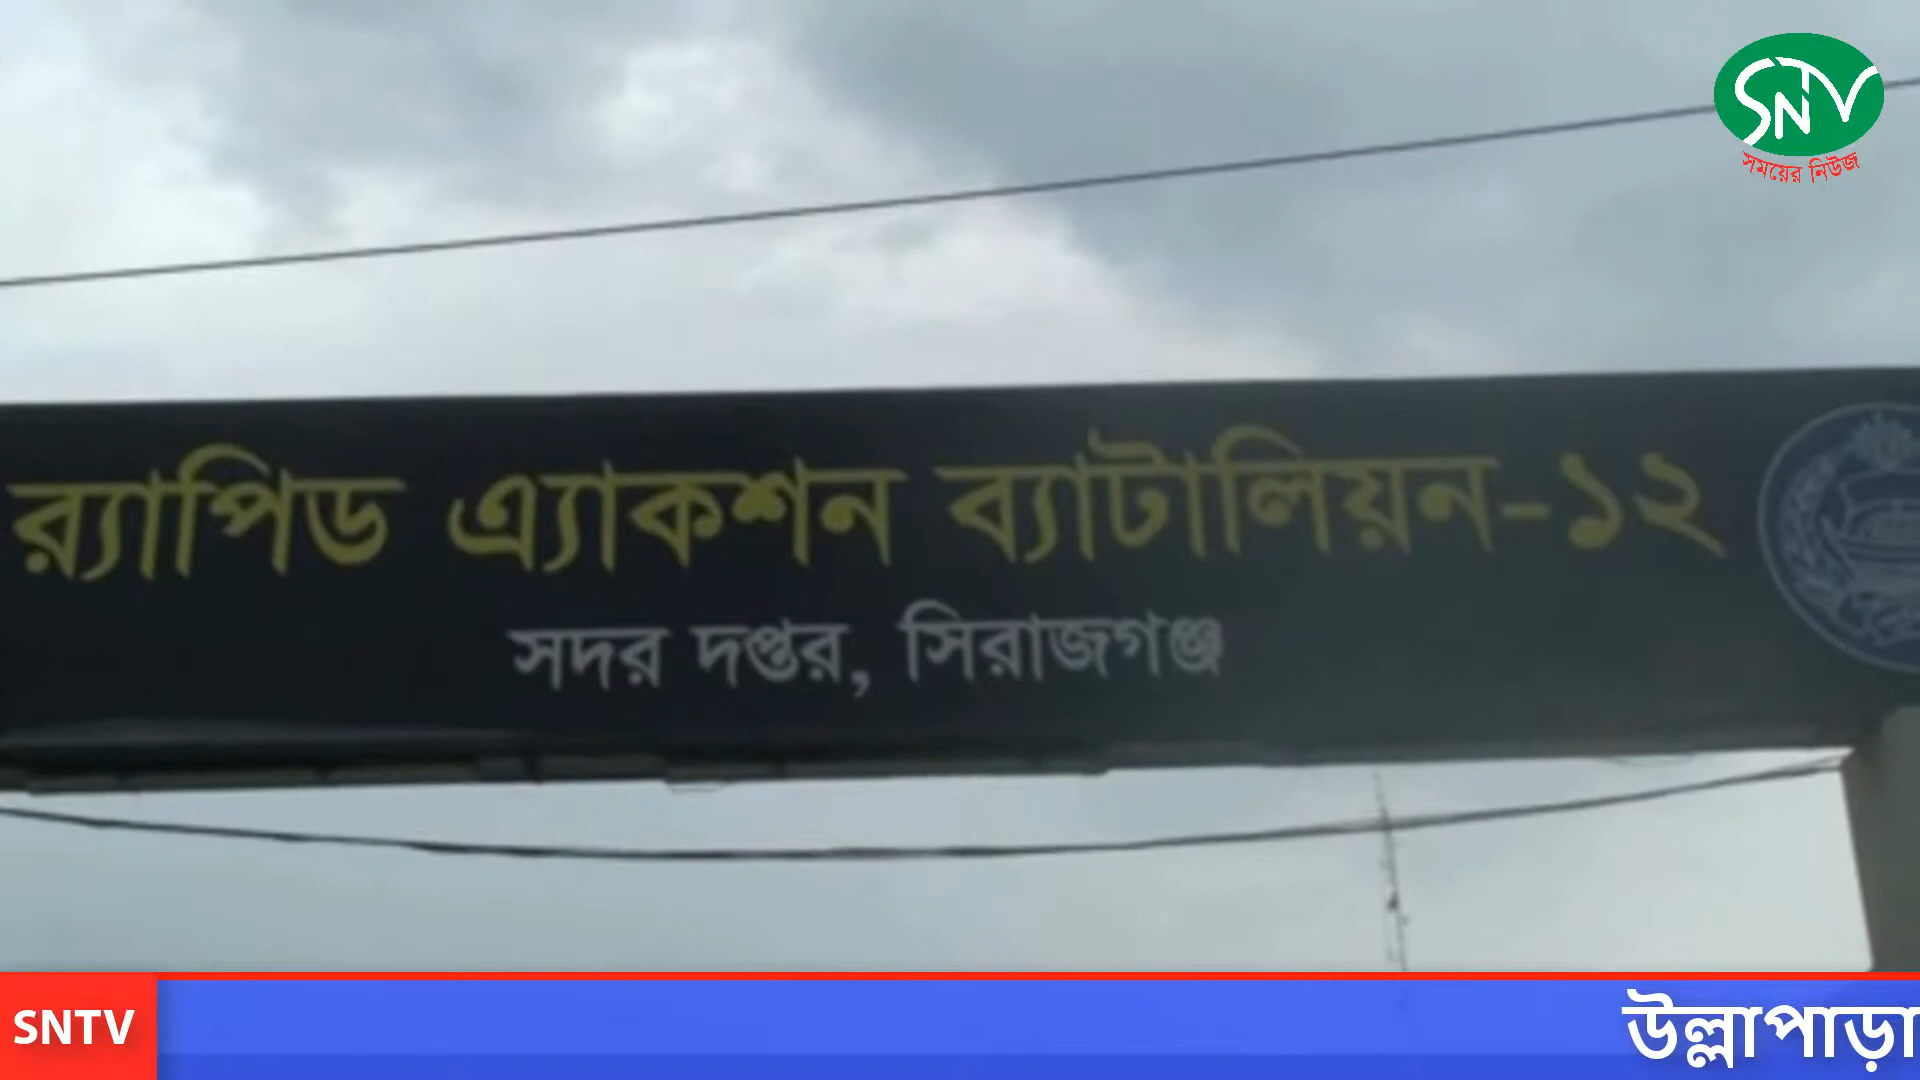 SNTV
সময়ের নিউজ
র‍্যাপিড এ্যাকশন ব্যাটালিয়ন-১২
সদর দপ্তর, সিরাজগঞ্জ
SNTV
উল্লাপাড়া